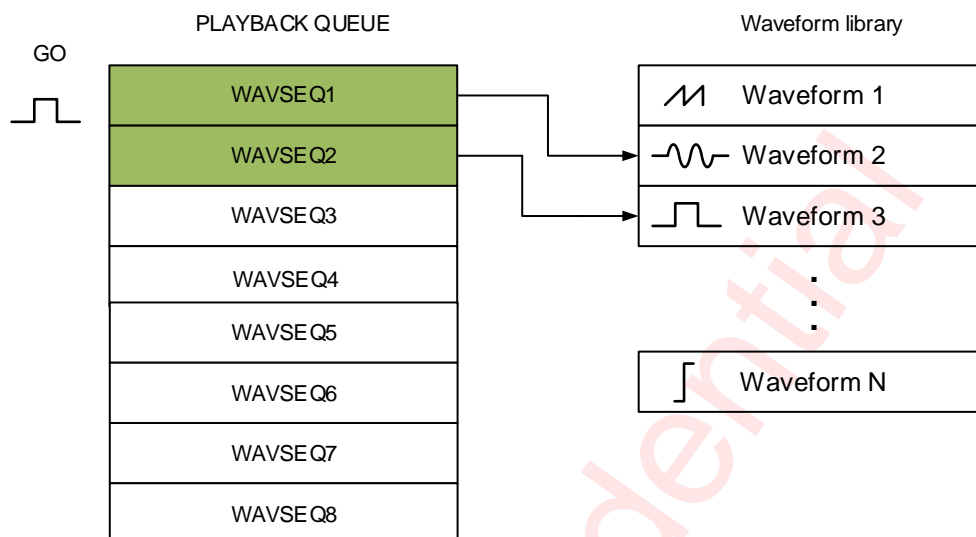 PLAYBACK QUEUE
Waveform library
GO
WAVSEQ1
WAVSEQ2
WAVSEQ3
WAVSEQ4
WAVSEQ5
WAVSEQ6
WAVSEQ7
WAVSEQ8
Waveform 1
Waveform 2
Waveform 3
Waveform N
dential